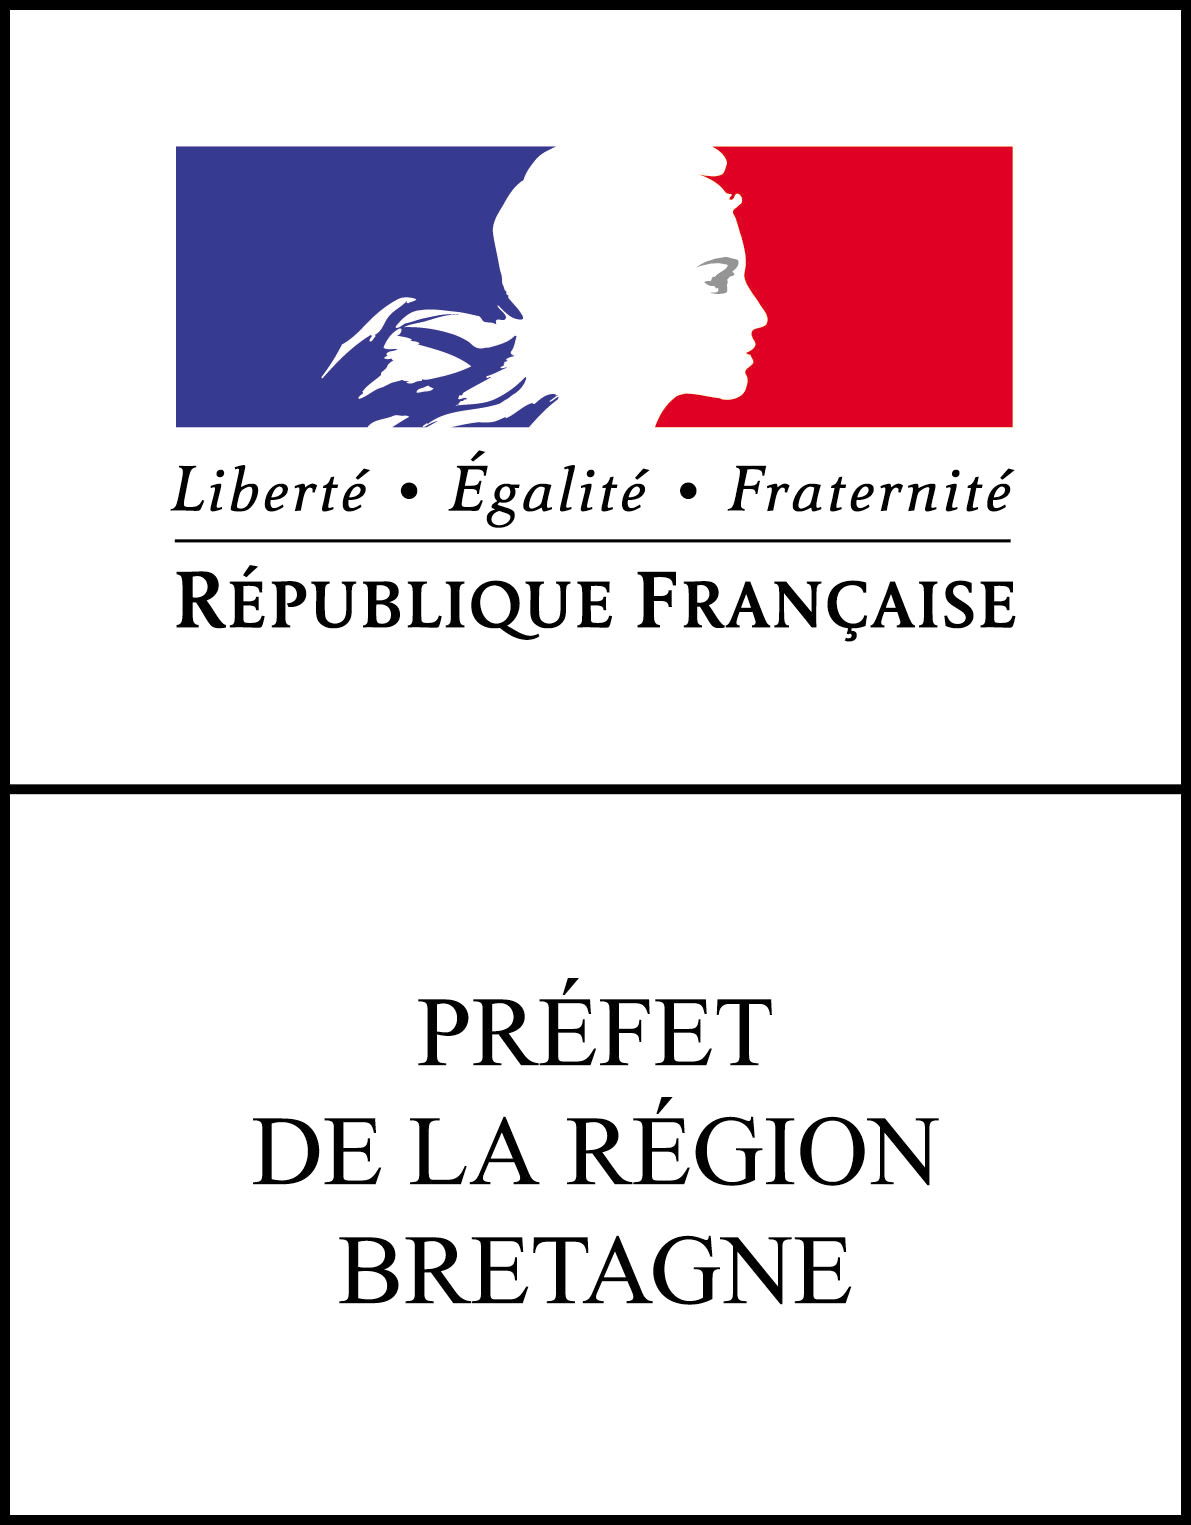 Liberté • Égalité • Fraternité
RÉPUBLIQUE FRANÇAISE
PRÉFET
DE LA RÉGION
BRETAGNE